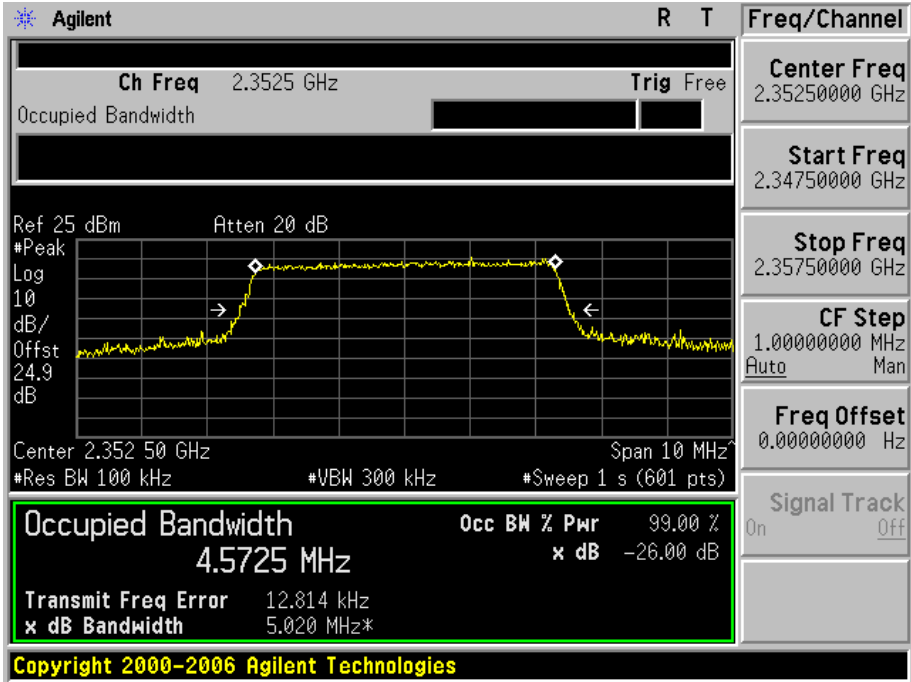 Agilent R T
Ch Freq 2.3525 GHz Trig Free
Occupied Bandwidth
Ref 25 dBm Atten 20 dB
#Peak
Log
10
dB/
Offst
24.9
dB
Center 2.352 50 GHz Span 10 MHz^
#Res BW 100 kHz #VBW 300 kHz #Sweep 1 s (601 pts)
Occupied Bandwidth Occ BW % Pwr 99.00 %
4.5725 MHz x dB -26.00 dB
Transmit Freq Error 12.814 kHz
x dB Bandwidth 5.020 MHz*
Copyright 2000-2006 Agilent Technologies
Freq/Channel
Center Freq
2.35250000 GHz
Start Freq
2.34750000 GHz
Stop Freq
2.35750000 GHz
CF Step
1.00000000 MHz
Auto Man
Freq Offset
0.00000000 Hz
Signal Track
On Off